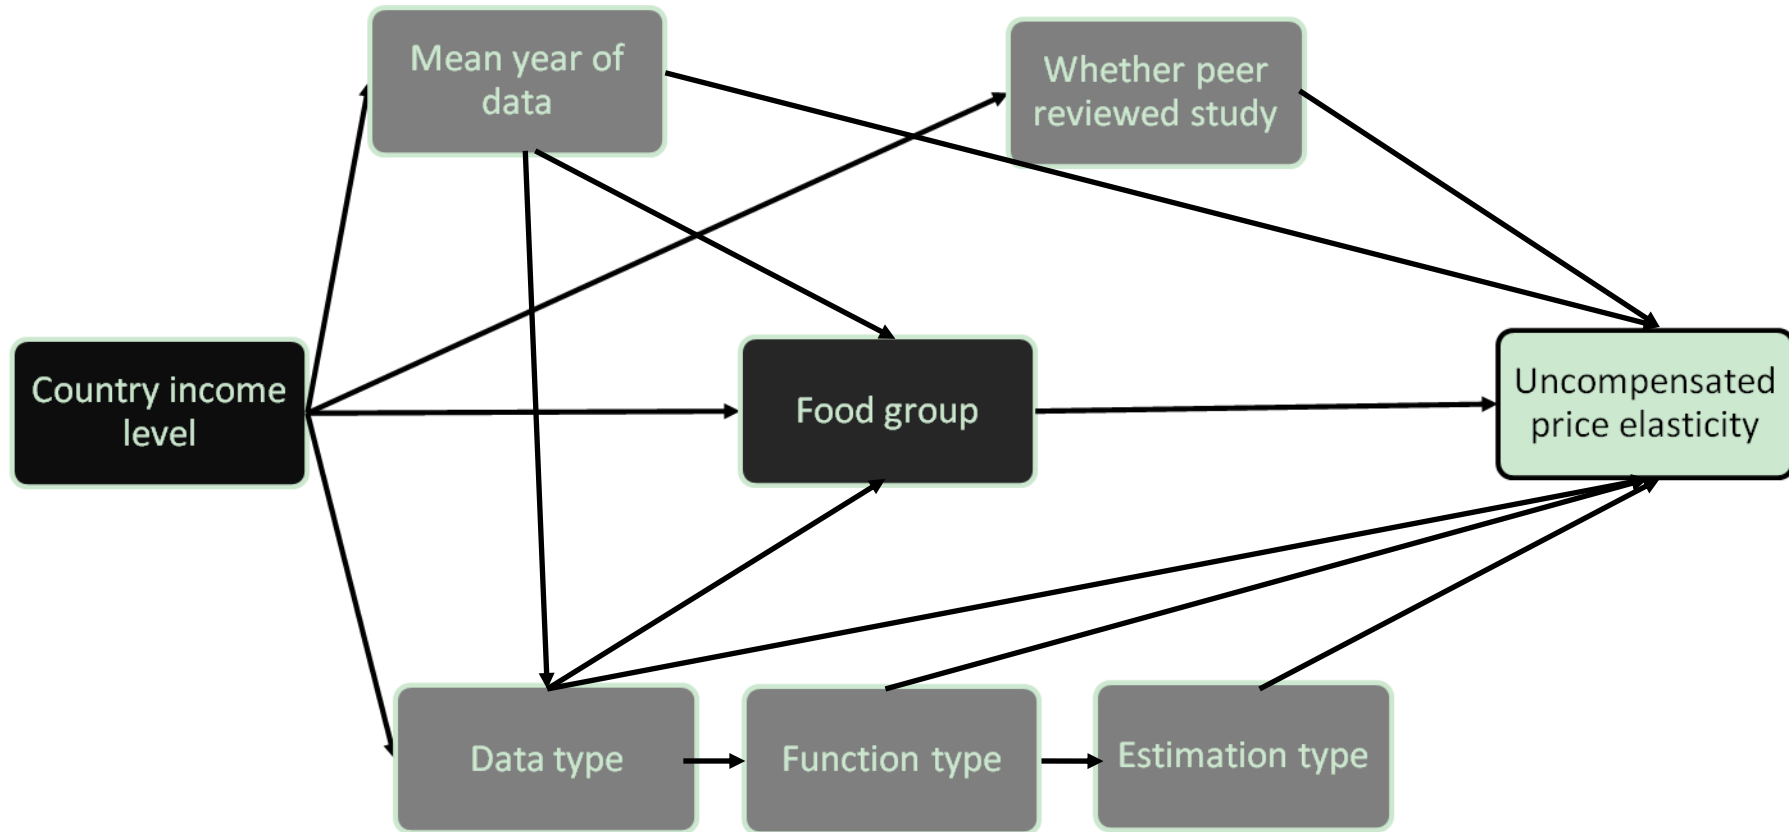 Mean year of
data
Whether peer
reviewed study
Country income
level
Food group
Uncompensated
price elasticity
Data type
Function type
Estimation type